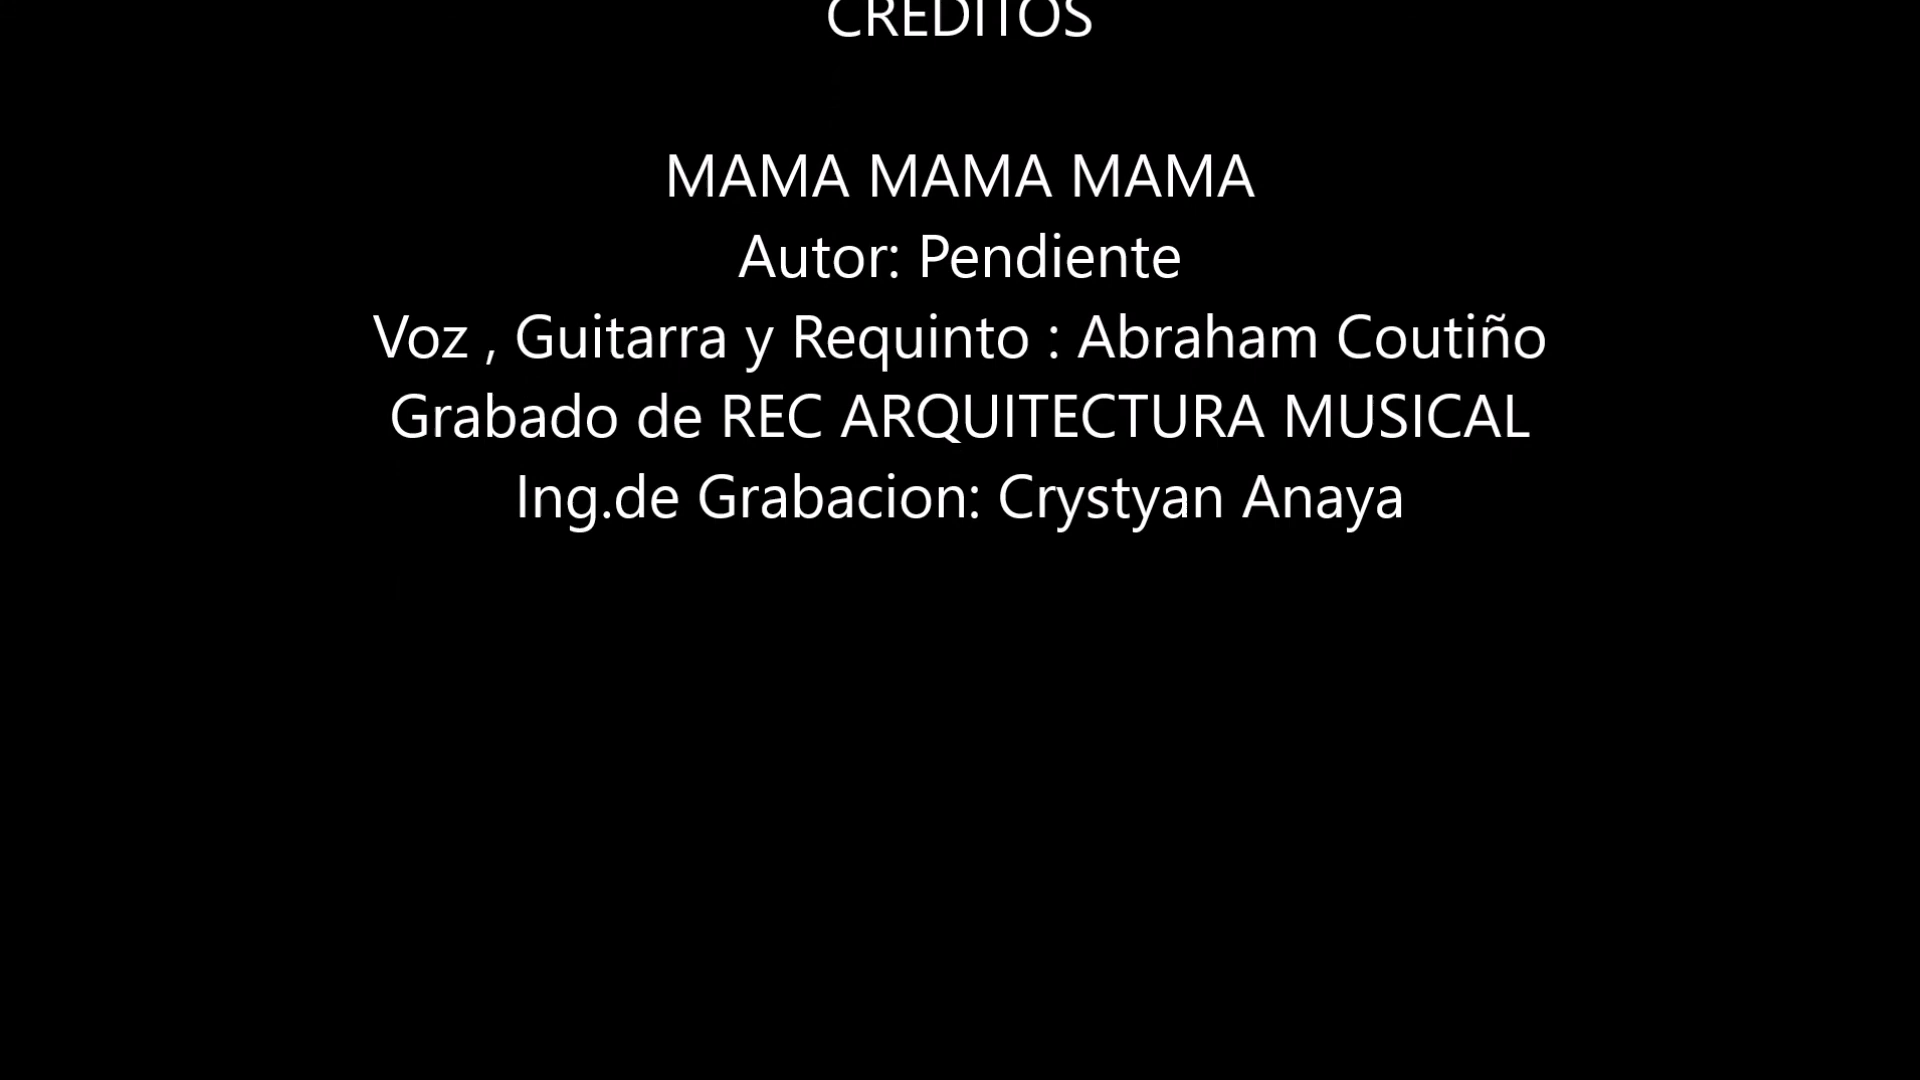 CREDITOS
MAMA MAMA MAMA
Autor: Pendiente
Voz , Guitarra y Requinto : Abraham Coutiño
Grabado de REC ARQUITECTURA MUSICAL
Ing.de Grabacion: Crystyan Anaya